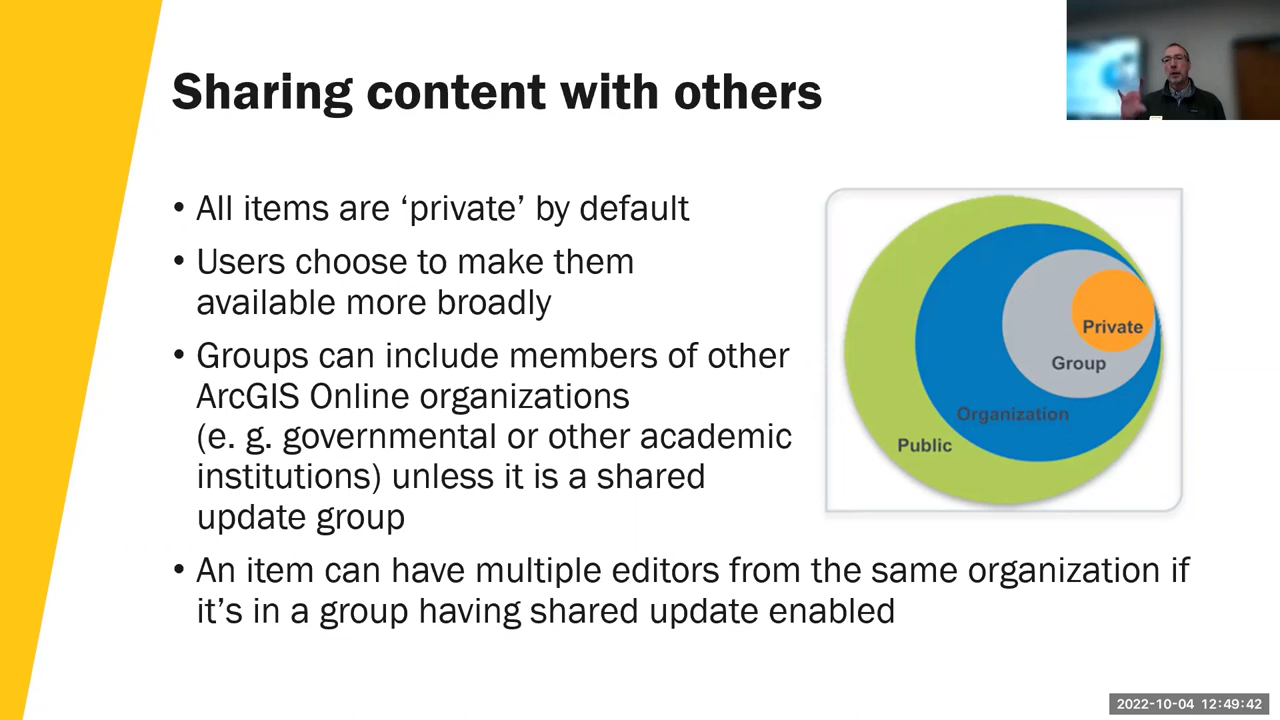 Sharing content with others
• All items are ‘private’ by default
• Users choose to make them
available more broadly
• Groups can include members of other
ArcGIS Online organizations
(e. g. governmental or other academic
institutions) unless it is a shared
update group
• An item can have multiple editors from the same organization if
it’s in a group having shared update enabled
Private
Group
Organization
Public
2022-10-04 12:49:42